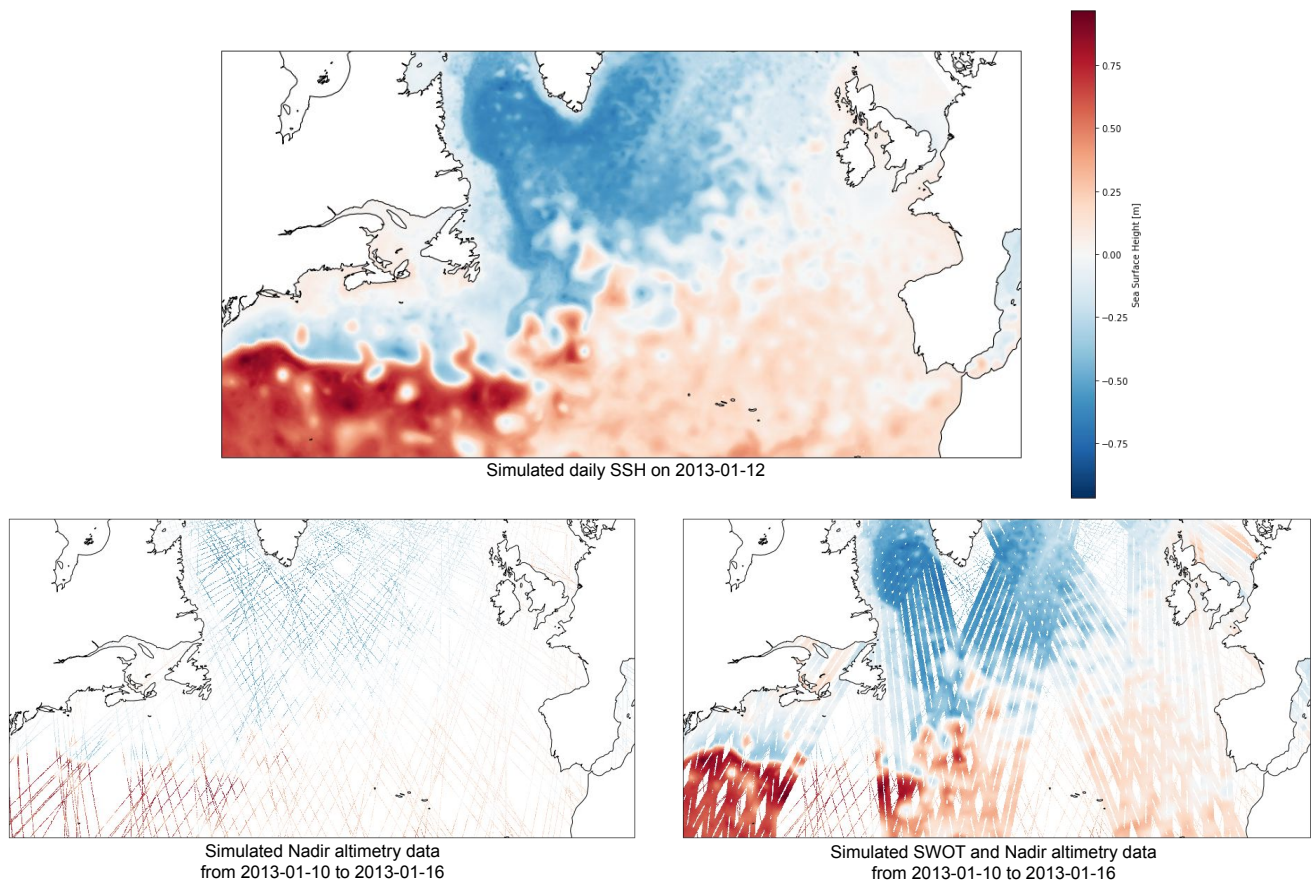 0.75
0.50
0.25
0.00
−0.25
−0.50
−0.75
Sea Surface Height [m]
Simulated daily SSH on 2013-01-12
Simulated Nadir altimetry data
from 2013-01-10 to 2013-01-16
Simulated SWOT and Nadir altimetry data
from 2013-01-10 to 2013-01-16